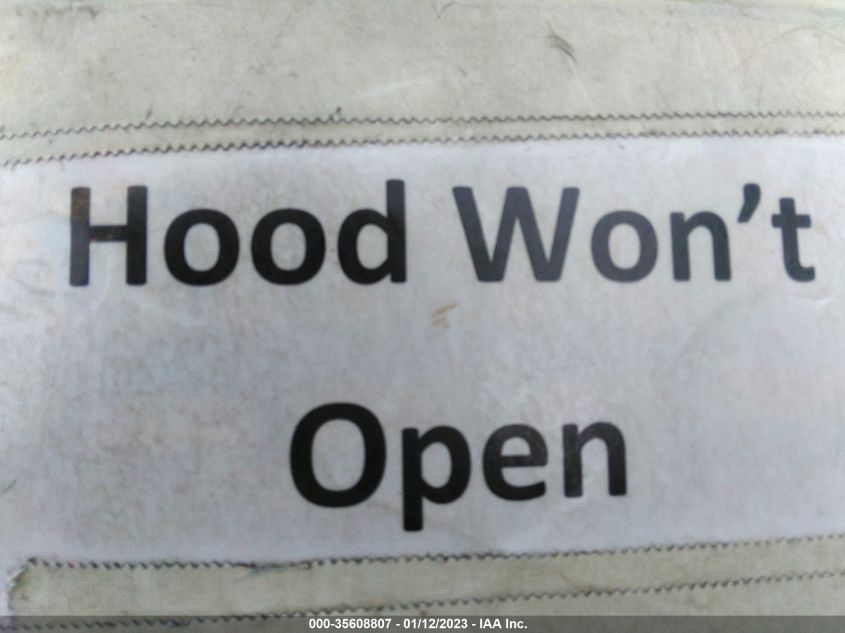 Hood Won’t
Open
000-35608807 - 01/12/2023 - IAA Inc.